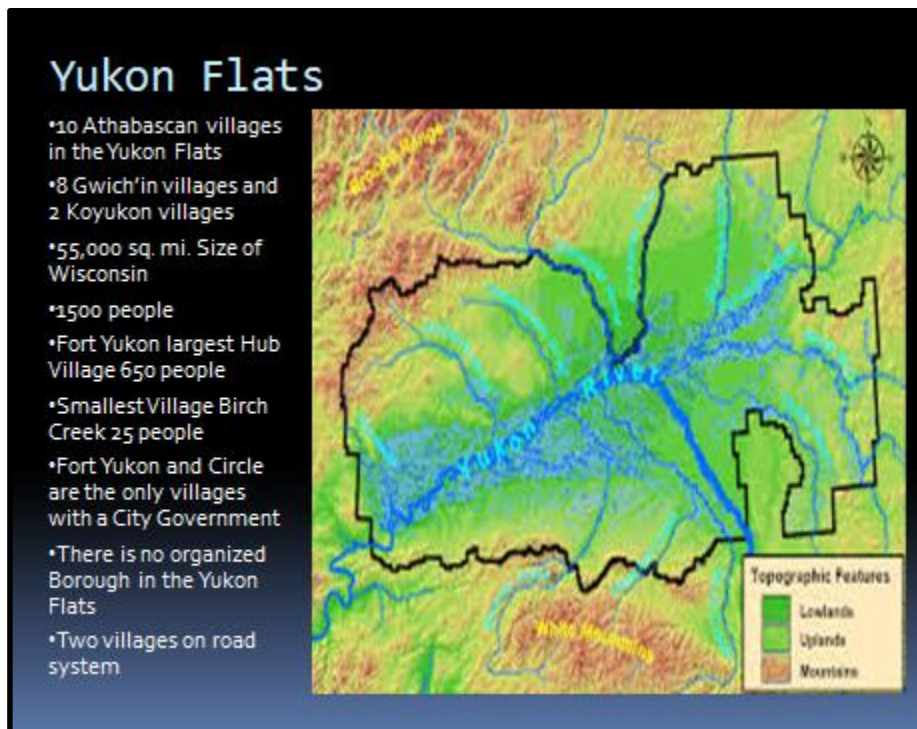 Yukon Flats
•10 Athabascan villages
in the Yukon Flats
•8 Gwich'in villages and
2 Koyukon villages
•55,000 sq. mi. Size of
Wisconsin
•1500 people
•Fort Yukon largest Hub
Village 650 people
•Smallest Village Birch
Creek 25 people
•Fort Yukon and Circle
are the only villages
with a City Government
•There is no organized
Borough in the Yukon
Flats
•Two villages on road
system
Brooks Range
Yukon River
White Mountains
Topographic Features
Lowlands
Uplands
Mountains